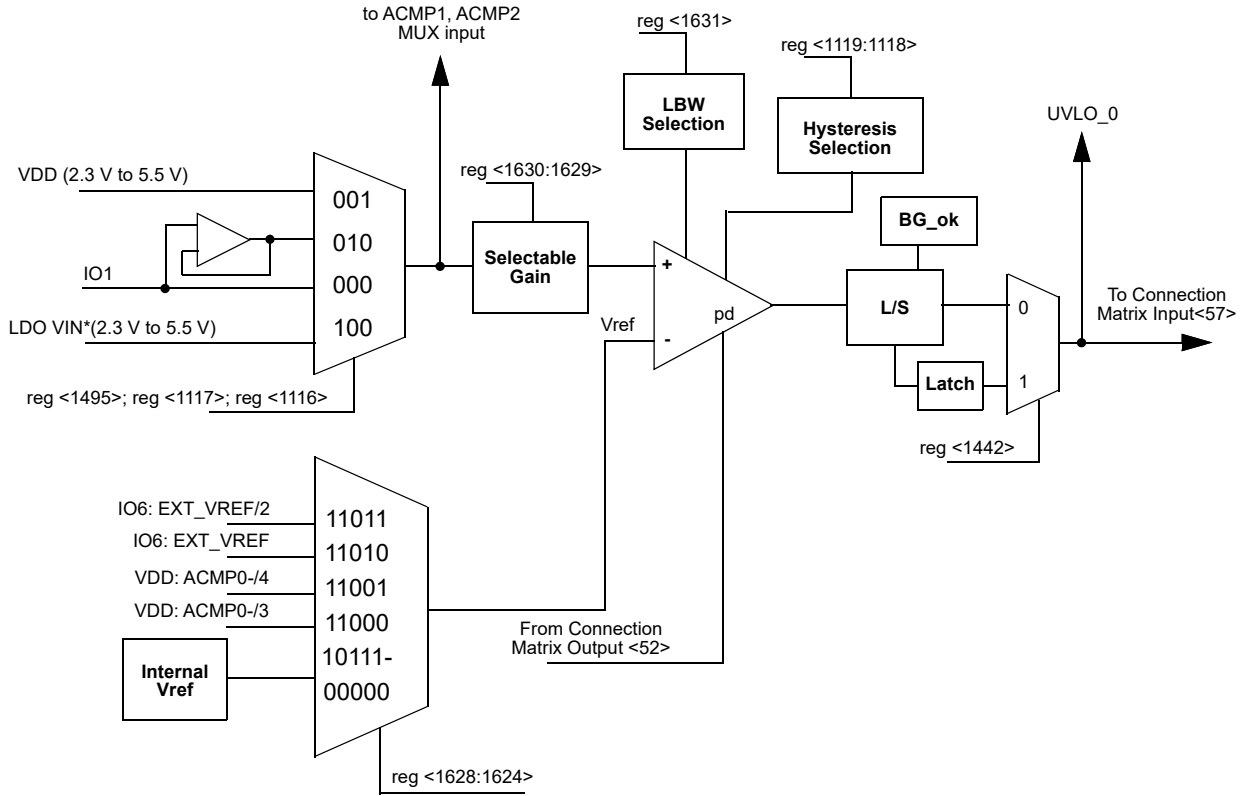 to ACMP1, ACMP2
MUX input
reg <1631>
reg <1119:1118>
LBW
Selection
Hysteresis
Selection
UVLO_0
VDD (2.3 V to 5.5 V)
reg <1630:1629>
001
010
000
100
BG_ok
IO1
Selectable
Gain
+
-
pd
L/S
0
1
To Connection
Matrix Input<57>
LDO VIN*(2.3 V to 5.5 V)
Vref
Latch
reg <1495>; reg <1117>; reg <1116>
reg <1442>
IO6: EXT_VREF/2
11011
IO6: EXT_VREF
11010
VDD: ACMP0-/4
11001
VDD: ACMP0-/3
11000
10111-
00000
Internal
Vref
From Connection
Matrix Output <52>
reg <1628:1624>